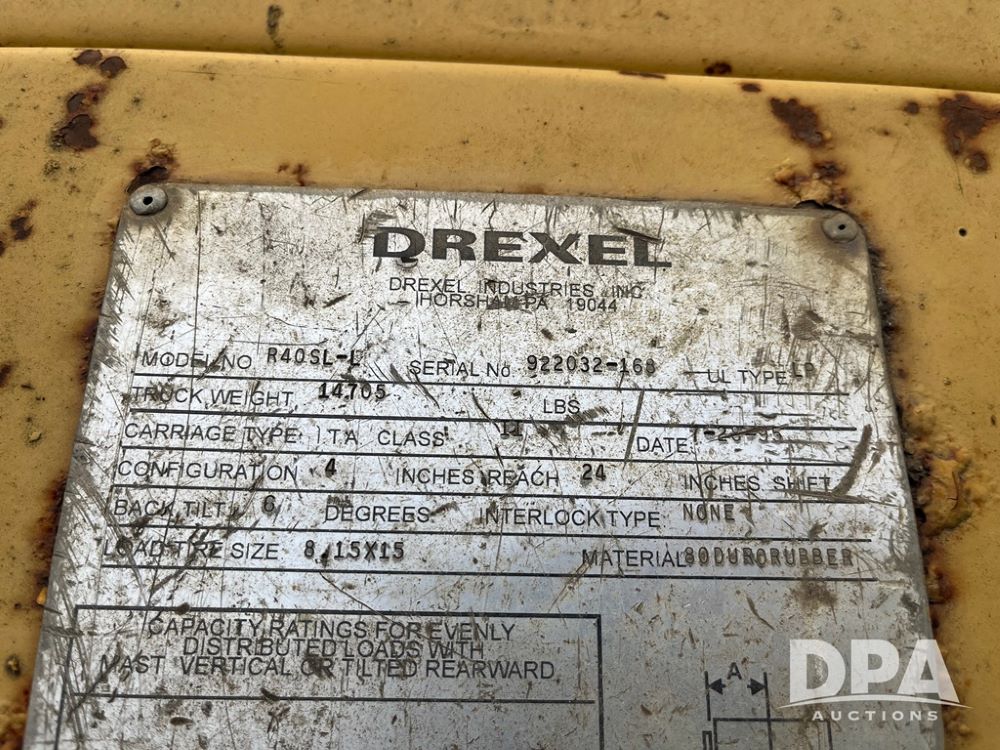 DREXEL
DREXEL INDUSTRIES, INC
HORSHAM, PA 19044
MODEL NO R40SL-L SERIAL No 922032-168 UL TYPE LP
TRUCK WEIGHT 14705 LBS
CARRIAGE TYPE I.T.A. CLASS II DATE
CONFIGURATION 4 INCHES REACH 24 INCHES SHIFT
BACK TILT 6 DEGREES INTERLOCK TYPE NONE
LOAD TIRE SIZE 8.15X15 MATERIAL 80DURORUBBER
CAPACITY RATINGS FOR EVENLY
DISTRIBUTED LOADS WITH
MAST VERTICAL OR TILTED REARWARD
A
DPA
AUCTIONS